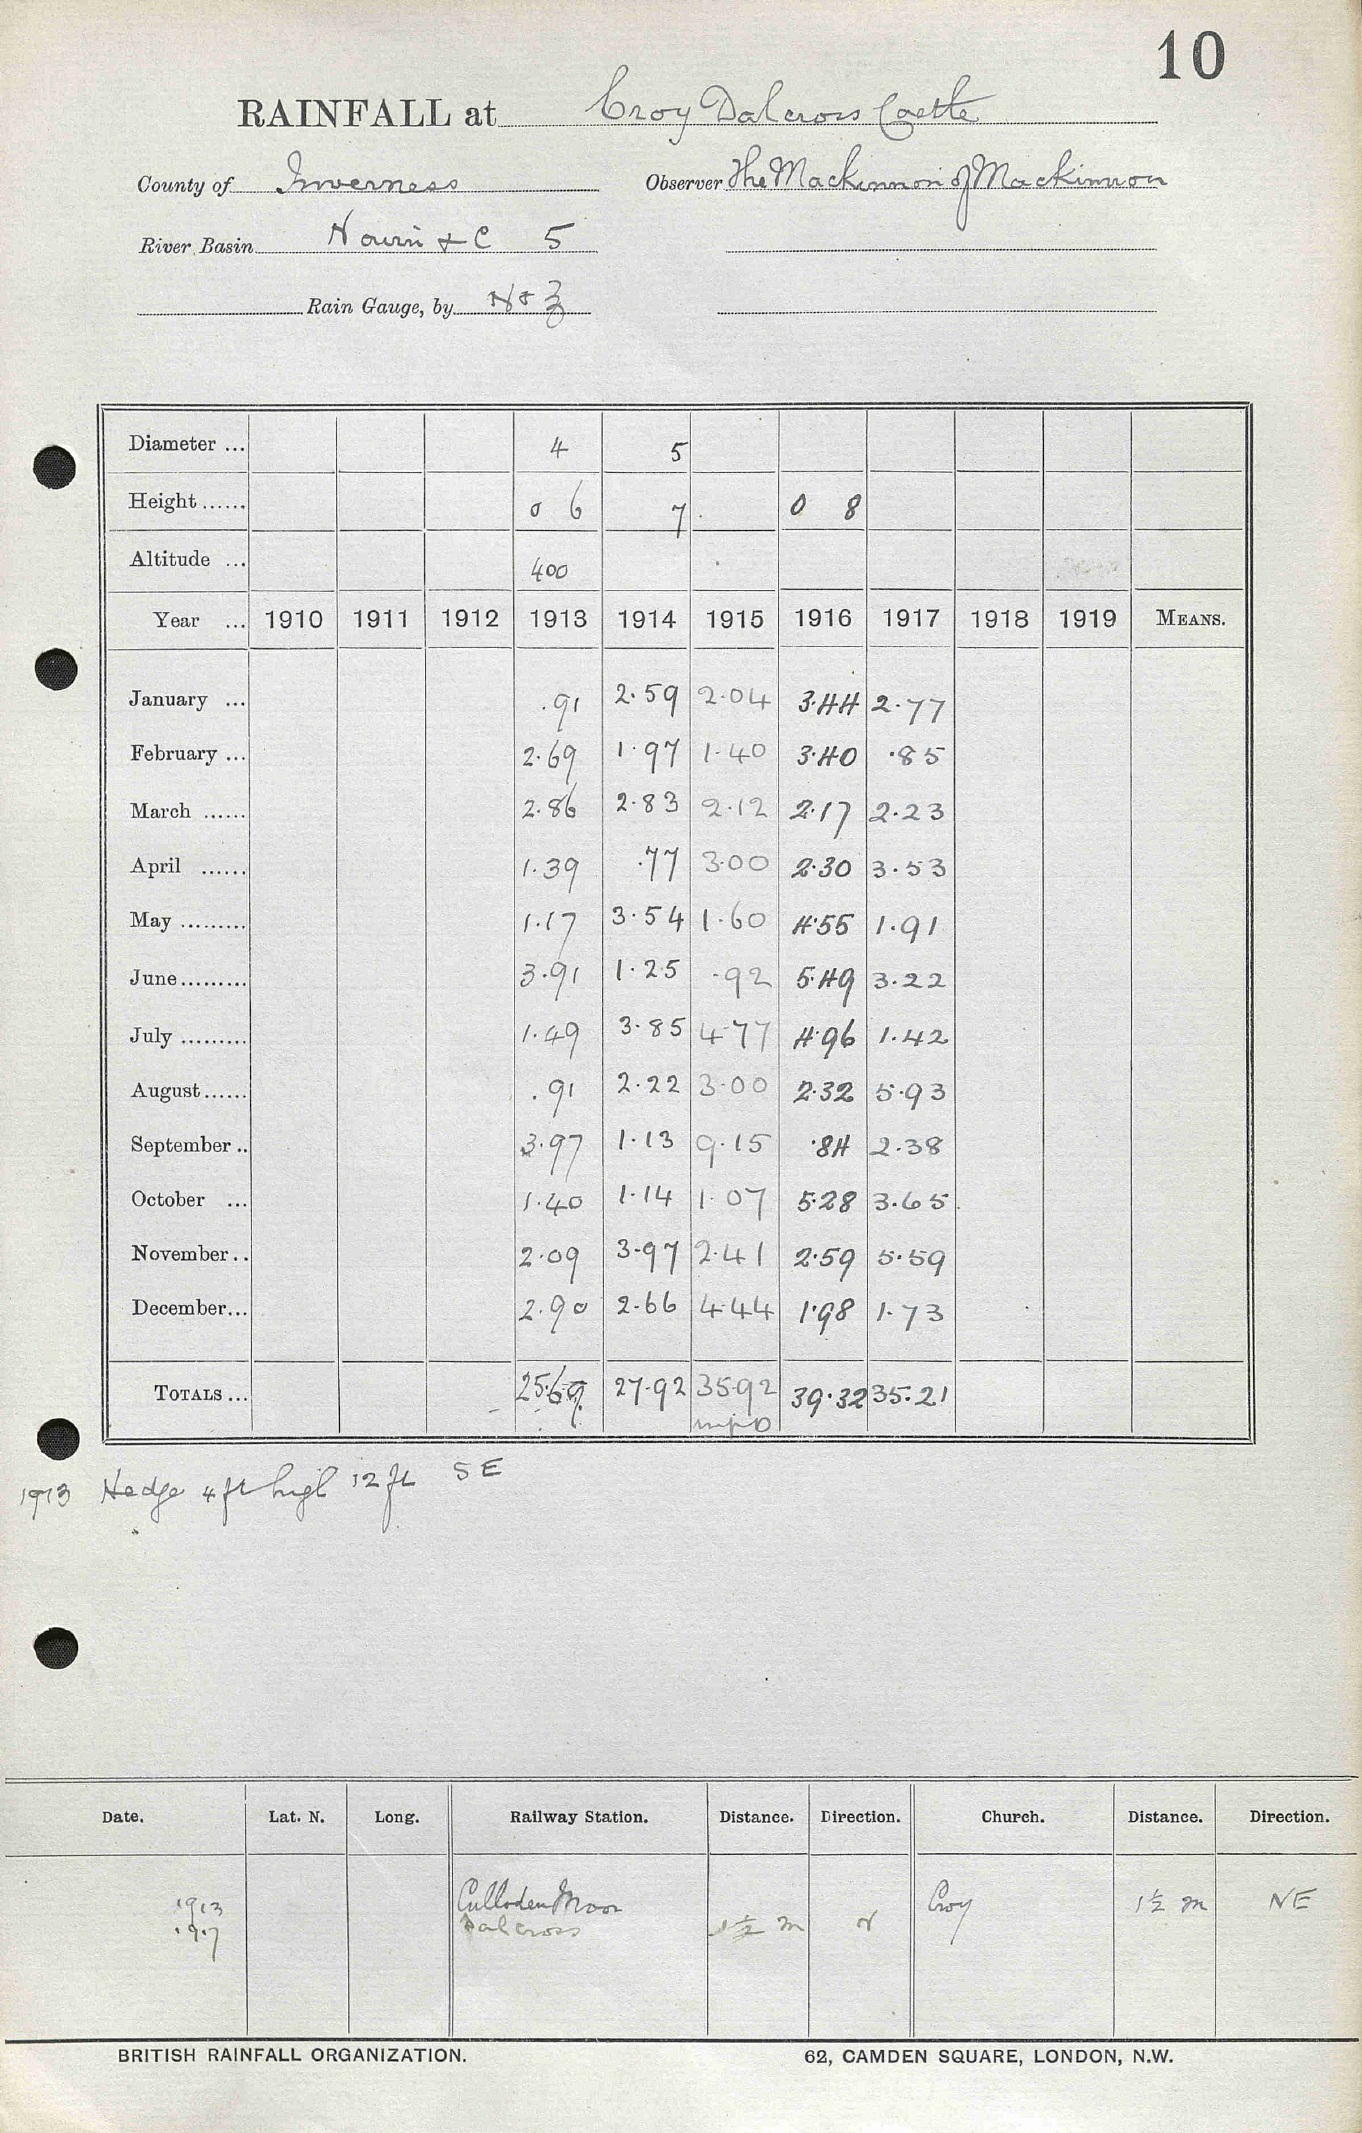 10
RAINFALL at Croy Dalcross Castle
County of Inverness Observer The Mackinnon of Mackinnon
River Basin Nairn & C 5
Rain Gauge, by N & Z
Diameter ... 4 5
Height ...... 0 6 7 0 8
Altitude ... 400
Year ... 1910 1911 1912 1913 1914 1915 1916 1917 1918 1919 MEANS.
January ... .91 2.59 2.04 3.44 2.77
February ... 2.69 1.97 1.40 3.40 .85
March ...... 2.86 2.83 2.12 2.17 2.23
April ...... 1.39 .77 3.00 2.30 3.53
May ......... 1.17 3.54 1.60 4.55 1.91
June ......... 3.91 1.25 .92 5.49 3.22
July ......... 1.49 3.85 4.77 4.96 1.42
August ...... .91 2.22 3.00 2.32 5.93
September .. 3.97 1.13 9.15 .84 2.38
October ... 1.40 1.14 1.07 5.28 3.65
November .. 2.09 3.97 2.41 2.59 5.59
December ... 2.90 2.66 4.44 1.98 1.73
TOTALS ... 25.69 27.92 35.92 39.32 35.21
1913 Hedge 4 ft high 12 ft SE
Date. Lat. N. Long. Railway Station. Distance. Direction. Church. Distance. Direction.
1913 Culloden Moor Croy 1½ m NE
1917 Dalcross 1½ m N
BRITISH RAINFALL ORGANIZATION. 62, CAMDEN SQUARE, LONDON, N.W.